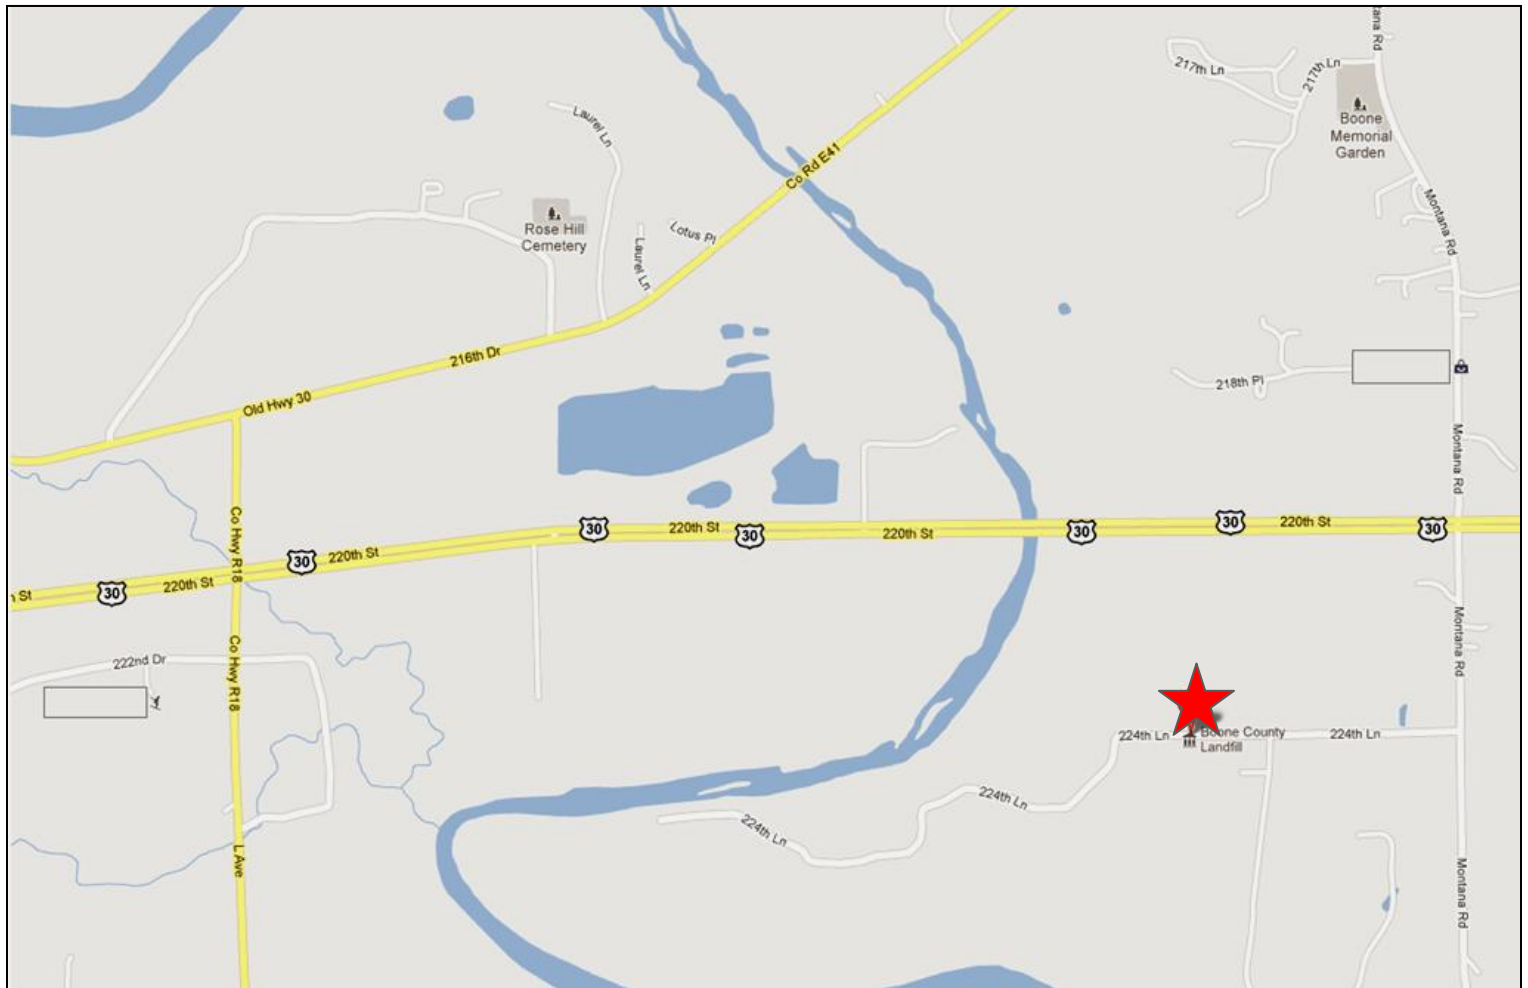 tana Rd
217th Ln
217th Ln
Boone
Memorial
Garden
Laurel Ln
Co Rd E41
Rose Hill
Cemetery
Lotus Pl
Laurel Ln
Montana Rd
216th Dr
218th Pl
Old Hwy 30
Montana Rd
Co Hwy R18
30
220th St
30
220th St
30
30
220th St
30
30
220th St
30
220th St
n St
Co Hwy R18
222nd Dr
Montana Rd
224th Ln
Boone County
Landfill
224th Ln
224th Ln
224th Ln
L Ave
Montana Rd